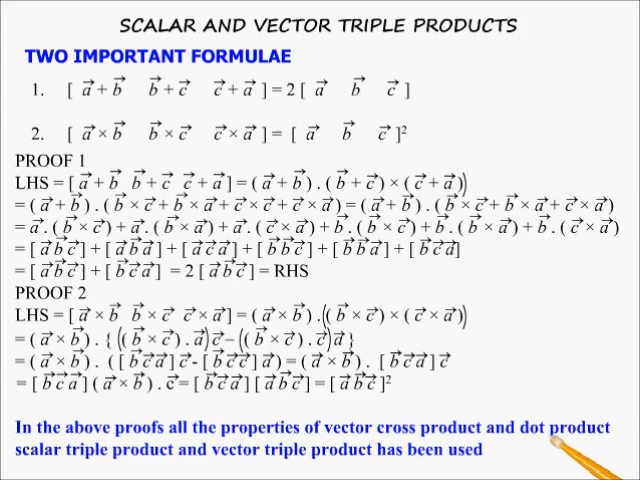 SCALAR AND VECTOR TRIPLE PRODUCTS
TWO IMPORTANT FORMULAE
1. [ a⃗ + b⃗ b⃗ + c⃗ c⃗ + a⃗ ] = 2 [ a⃗ b⃗ c⃗ ]
2. [ a⃗ × b⃗ b⃗ × c⃗ c⃗ × a⃗ ] = [ a⃗ b⃗ c⃗ ]²
PROOF 1
LHS = [ a⃗ + b⃗ b⃗ + c⃗ c⃗ + a⃗ ] = ( a⃗ + b⃗ ) . ( b⃗ + c⃗ ) × ( c⃗ + a⃗ ))
= ( a⃗ + b⃗ ) . ( b⃗ × c⃗ + b⃗ × a⃗ + c⃗ × c⃗ + c⃗ × a⃗ ) = ( a⃗ + b⃗ ) . ( b⃗ × c⃗ + b⃗ × a⃗ + c⃗ × a⃗ )
= a⃗ . ( b⃗ × c⃗ ) + a⃗ . ( b⃗ × a⃗ ) + a⃗ . ( c⃗ × a⃗ ) + b⃗ . ( b⃗ × c⃗ ) + b⃗ . ( b⃗ × a⃗ ) + b⃗ . ( c⃗ × a⃗ )
= [ a⃗ b⃗ c⃗ ] + [ a⃗ b⃗ a⃗ ] + [ a⃗ c⃗ a⃗ ] + [ b⃗ b⃗ c⃗ ] + [ b⃗ b⃗ a⃗ ] + [ b⃗ c⃗ a⃗ ]
= [ a⃗ b⃗ c⃗ ] + [ b⃗ c⃗ a⃗ ] = 2 [ a⃗ b⃗ c⃗ ] = RHS
PROOF 2
LHS = [ a⃗ × b⃗ b⃗ × c⃗ c⃗ × a⃗ ] = ( a⃗ × b⃗ ) . (( b⃗ × c⃗ ) × ( c⃗ × a⃗ ))
= ( a⃗ × b⃗ ) . { (( b⃗ × c⃗ ) . a⃗ ) c⃗ – (( b⃗ × c⃗ ) . c⃗ ) a⃗ }
= ( a⃗ × b⃗ ) . ( [ b⃗ c⃗ a⃗ ] c⃗ - [ b⃗ c⃗ c⃗ ] a⃗ ) = ( a⃗ × b⃗ ) . [ b⃗ c⃗ a⃗ ] c⃗
= [ b⃗ c⃗ a⃗ ] ( a⃗ × b⃗ ) . c⃗ = [ b⃗ c⃗ a⃗ ] [ a⃗ b⃗ c⃗ ] = [ a⃗ b⃗ c⃗ ]²
In the above proofs all the properties of vector cross product and dot product
scalar triple product and vector triple product has been used